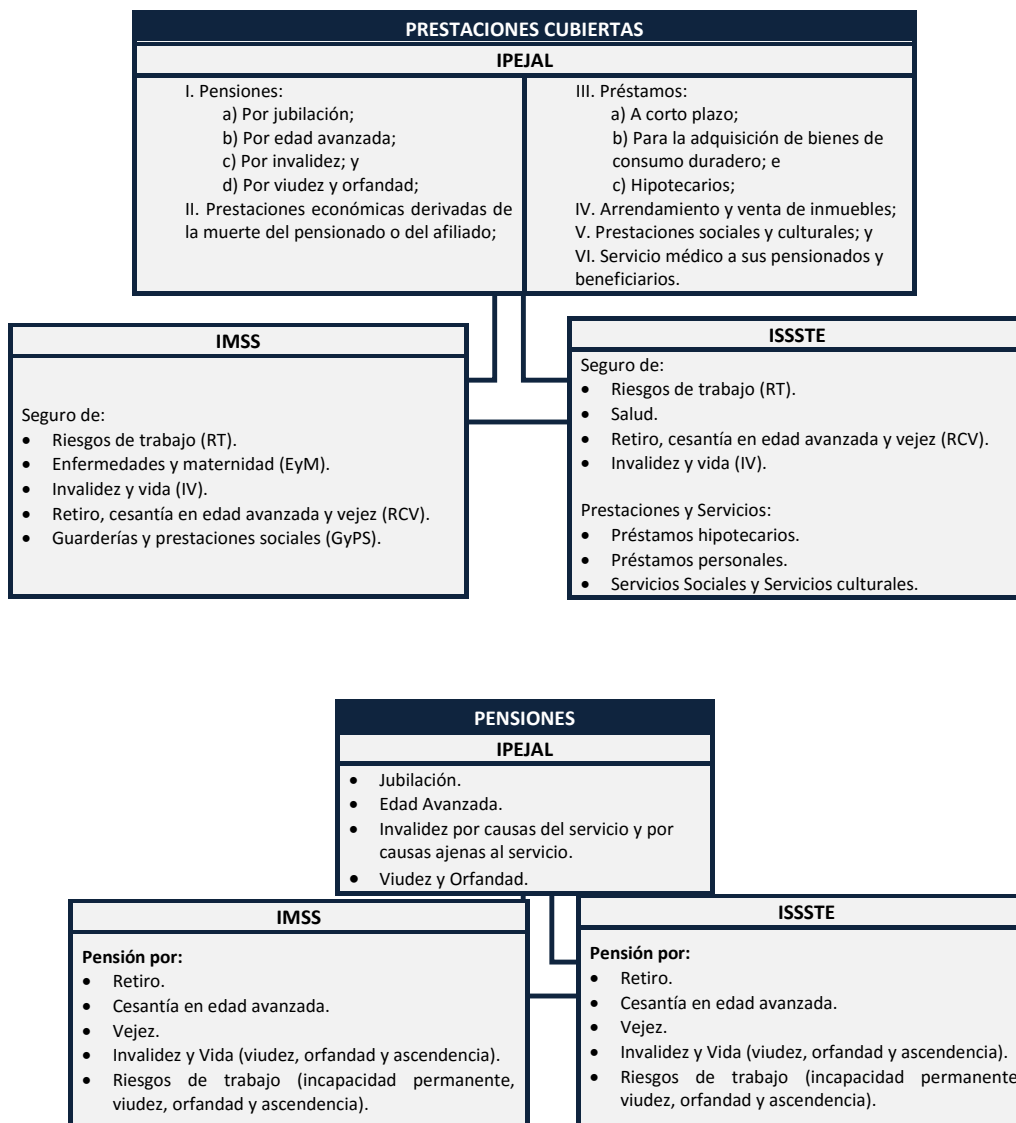 PRESTACIONES CUBIERTAS
IPEJAL
I. Pensiones:
a) Por jubilación;
b) Por edad avanzada;
c) Por invalidez; y
d) Por viudez y orfandad;
II. Prestaciones económicas derivadas de
la muerte del pensionado o del afiliado;
III. Préstamos:
a) A corto plazo;
b) Para la adquisición de bienes de
consumo duradero; e
c) Hipotecarios;
IV. Arrendamiento y venta de inmuebles;
V. Prestaciones sociales y culturales; y
VI. Servicio médico a sus pensionados y
beneficiarios.
IMSS
Seguro de:
• Riesgos de trabajo (RT).
• Enfermedades y maternidad (EyM).
• Invalidez y vida (IV).
• Retiro, cesantía en edad avanzada y vejez (RCV).
• Guarderías y prestaciones sociales (GyPS).
ISSSTE
Seguro de:
• Riesgos de trabajo (RT).
• Salud.
• Retiro, cesantía en edad avanzada y vejez (RCV).
• Invalidez y vida (IV).
Prestaciones y Servicios:
• Préstamos hipotecarios.
• Préstamos personales.
• Servicios Sociales y Servicios culturales.
PENSIONES
IPEJAL
• Jubilación.
• Edad Avanzada.
• Invalidez por causas del servicio y por
causas ajenas al servicio.
• Viudez y Orfandad.
IMSS
Pensión por:
• Retiro.
• Cesantía en edad avanzada.
• Vejez.
• Invalidez y Vida (viudez, orfandad y ascendencia).
• Riesgos de trabajo (incapacidad permanente,
viudez, orfandad y ascendencia).
ISSSTE
Pensión por:
• Retiro.
• Cesantía en edad avanzada.
• Vejez.
• Invalidez y Vida (viudez, orfandad y ascendencia).
• Riesgos de trabajo (incapacidad permanente
viudez, orfandad y ascendencia).